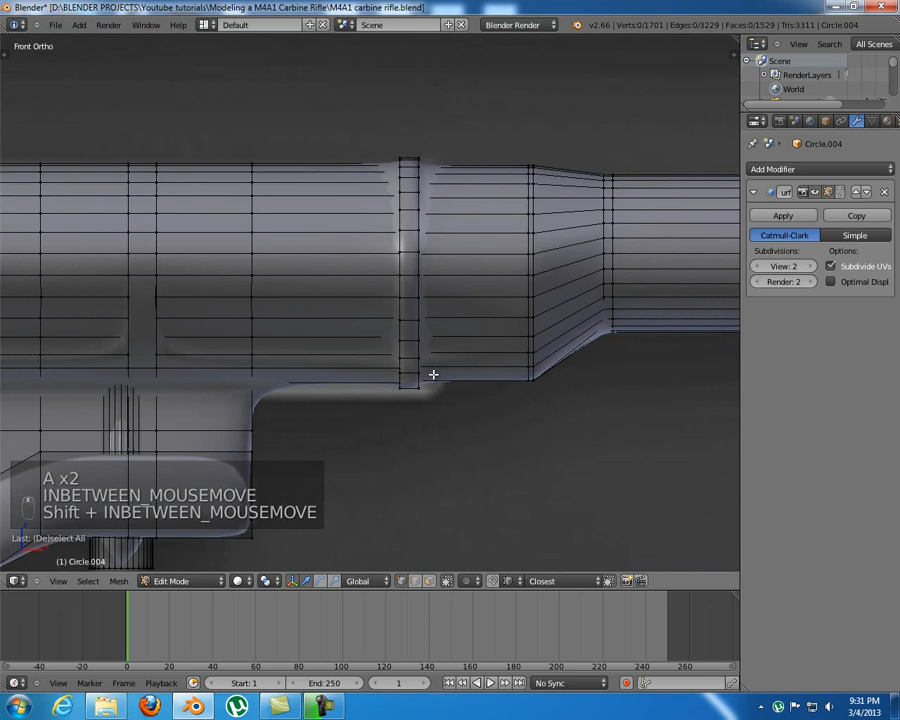 Blender* [D:\BLENDER PROJECTS\Youtube tutorials\Modeling a M4A1 Carbine Rifle\M4A1 carbine rifle.blend]
File Add Render Window Help Default Scene Blender Render v2.66 | Verts:0/1701 | Edges:0/3229 | Faces:0/1529 | Tris:3311 | Circle.004
Front Ortho
View Search All Scenes
Scene
RenderLayers
World
Circle.004
Add Modifier
urf
Apply Copy
Catmull-Clark Simple
Subdivisions: Options:
View: 2 Subdivide UVs
Render: 2 Optimal Displ
A x2
INBETWEEN_MOUSEMOVE
Shift + INBETWEEN_MOUSEMOVE
Last: (De)select All
(1) Circle.004
View Select Mesh Edit Mode Global Closest
-40 -20 0 20 40 60 80 100 120 140 160 180 200 220 240 260
View Marker Frame Playback Start: 1 End: 250 1 No Sync
9:31 PM
3/4/2013